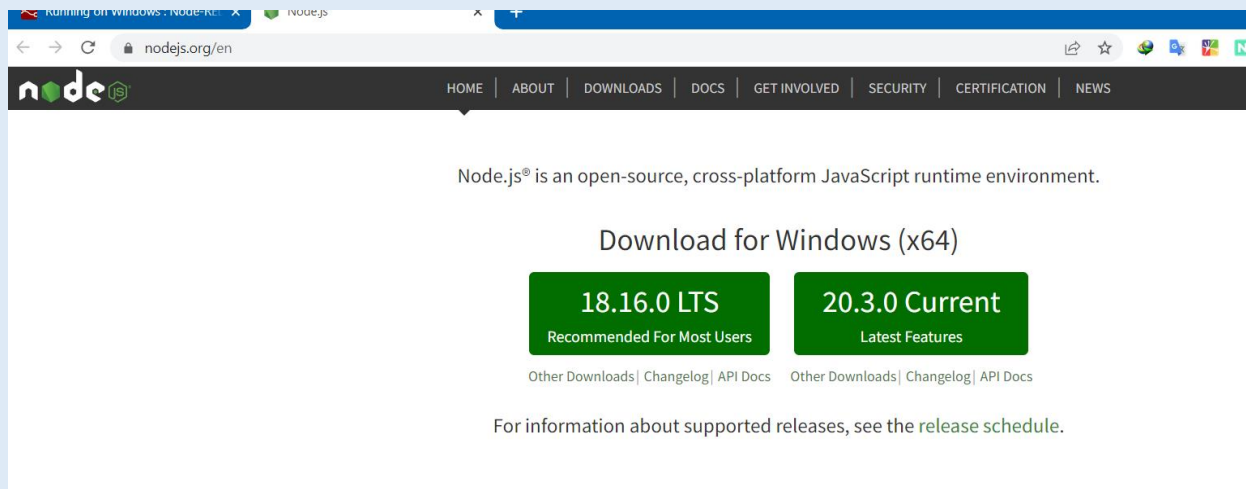 Running on Windows : Node-RED
Node.js
nodejs.org/en
node JS
HOME | ABOUT | DOWNLOADS | DOCS | GET INVOLVED | SECURITY | CERTIFICATION | NEWS
Node.js® is an open-source, cross-platform JavaScript runtime environment.
Download for Windows (x64)
18.16.0 LTS
Recommended For Most Users
20.3.0 Current
Latest Features
Other Downloads | Changelog | API Docs
Other Downloads | Changelog | API Docs
For information about supported releases, see the release schedule.